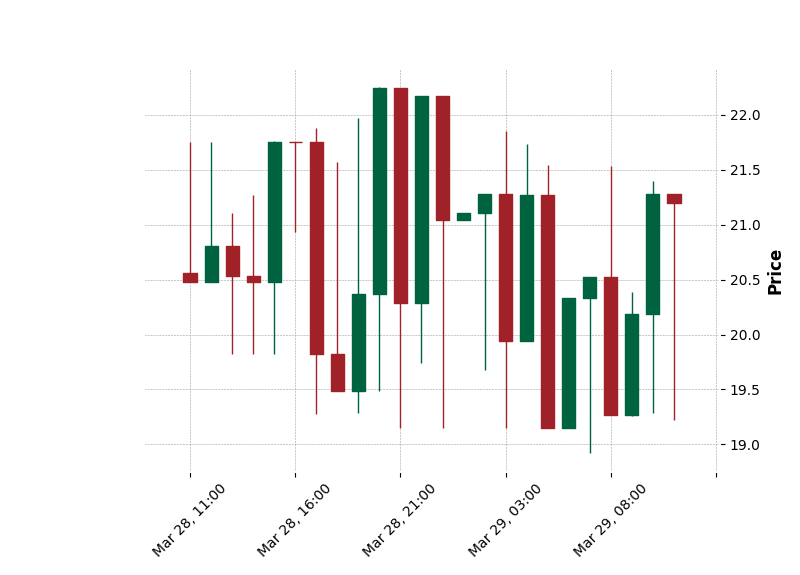 22.0
21.5
21.0
20.5
20.0
19.5
19.0
Price
Mar 28, 11:00
Mar 28, 16:00
Mar 28, 21:00
Mar 29, 03:00
Mar 29, 08:00